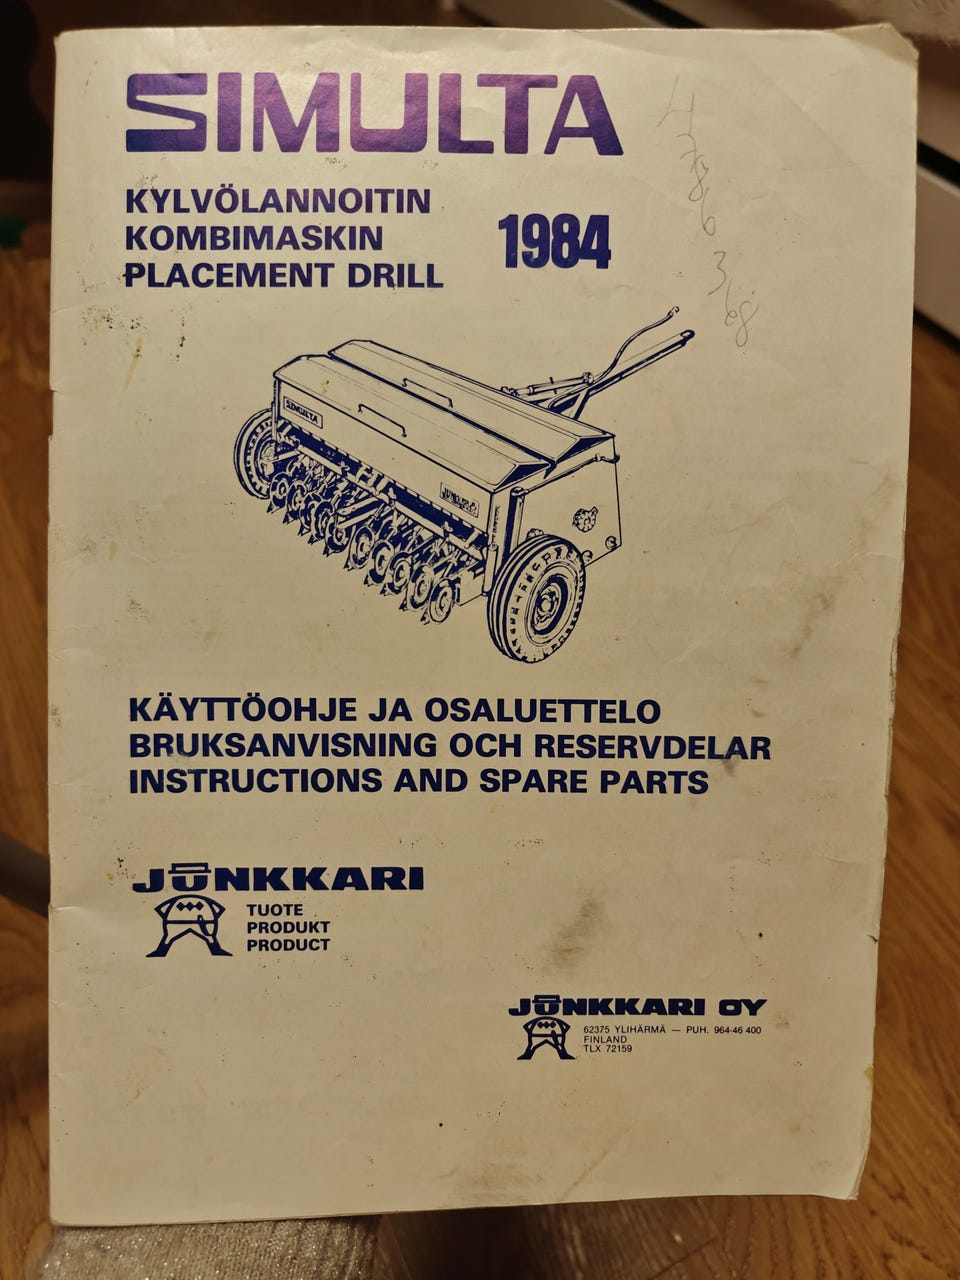 SIMULTA
KYLVÖLANNOITIN
KOMBIMASKIN
PLACEMENT DRILL
1984
SIMULTA
JUNKKARI
KÄYTTÖOHJE JA OSALUETTELO
BRUKSANVISNING OCH RESERVDELAR
INSTRUCTIONS AND SPARE PARTS
JUNKKARI
TUOTE
PRODUKT
PRODUCT
JUNKKARI OY
62375 YLIHÄRMÄ — PUH. 964-46 400
FINLAND
TLX 72159